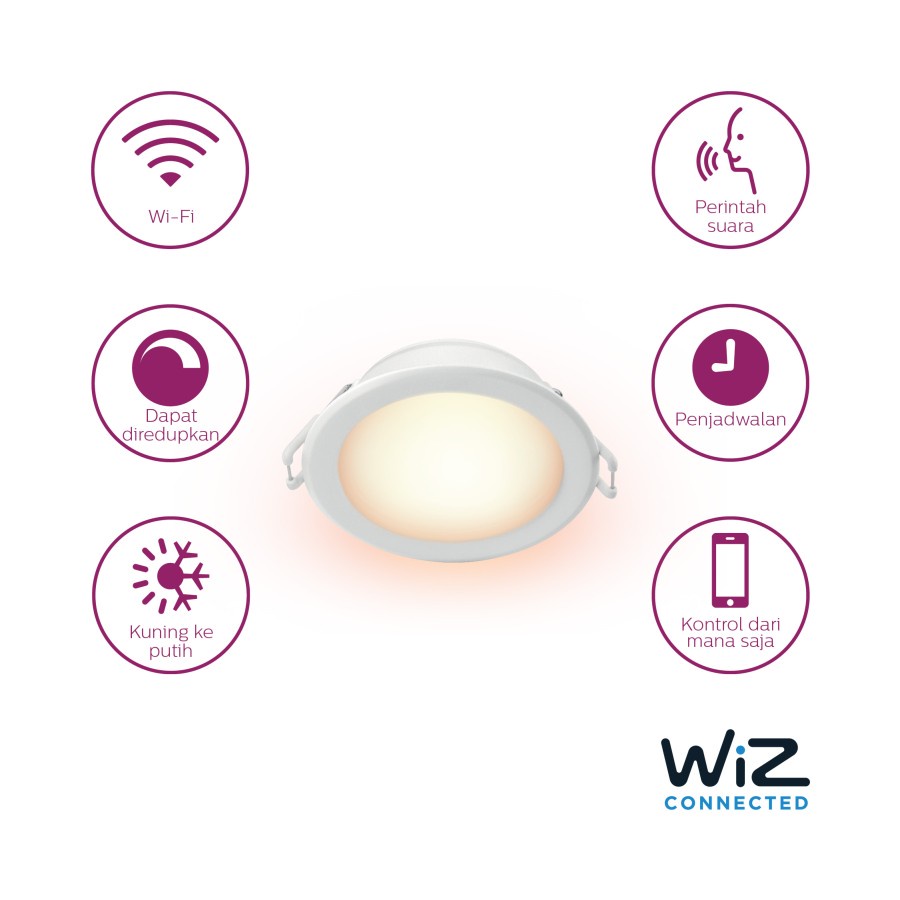 Wi-Fi
Perintah
suara
Dapat
diredupkan
Penjadwalan
Kuning ke
putih
Kontrol dari
mana saja
WiZ
CONNECTED